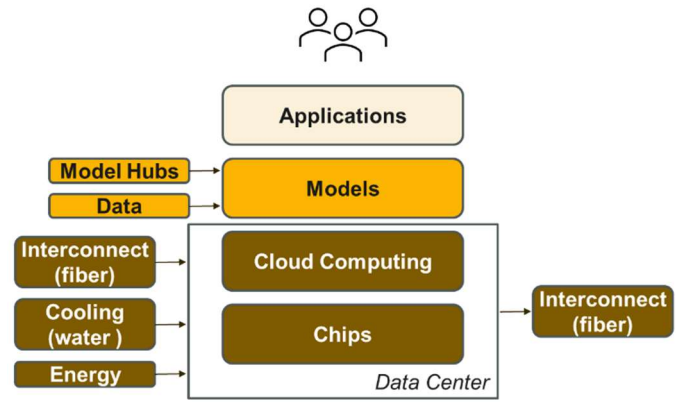 Applications
Model Hubs
Models
Data
Interconnect
(fiber)
Cloud Computing
Cooling
(water )
Chips
Interconnect
(fiber)
Energy
Data Center